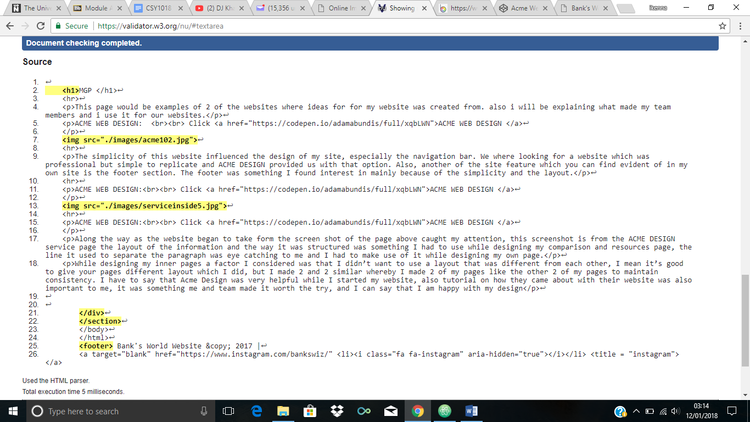 The Unive
Module A
CSY1018
(2) DJ Kh
(15,356 u
Online In
Showing
https://w
Acme We
Bank's W
Ikenna
Secure https://validator.w3.org/nu/#textarea
Document checking completed.
Source
1. ↩
2. <h1>MGP </h1>↩
3. <hr>↩
4. <p>This page would be examples of 2 of the websites where ideas for for my website was created from. also i will be explaining what made my team
members and i use it for our websites.</p>↩
5. <p>ACME WEB DESIGN: <br><br> Click <a href="https://codepen.io/adamabundis/full/xqbLWN">ACME WEB DESIGN </a>↩
6. </p>↩
7. <img src="./images/acme102.jpg">↩
8. <hr>↩
9. <p>The simplicity of this website influenced the design of my site, especially the navigation bar. We where looking for a website which was
professional but simple to replicate and ACME DESIGN provided us with that option. Also, another of the site feature which you can find evident of in my
own site is the footer section. The footer was something I found interest in mainly because of the simplicity and the layout.</p>↩
10. <hr>↩
11. <p>ACME WEB DESIGN:<br><br> Click <a href="https://codepen.io/adamabundis/full/xqbLWN">ACME WEB DESIGN </a>↩
12. </p>↩
13. <img src="./images/serviceinside5.jpg">↩
14. <hr>↩
15. <p>ACME WEB DESIGN:<br><br> Click <a href="https://codepen.io/adamabundis/full/xqbLWN">ACME WEB DESIGN </a>↩
16. </p>↩
17. <p>Along the way as the website began to take form the screen shot of the page above caught my attention, this screenshot is from the ACME DESIGN
service page the layout of the information and the way it was structured was something I had to use while designing my comparison and resources page, the
line it used to separate the paragraph was eye catching to me and I had to make use of it while designing my own page.</p>↩
18. <p>While designing my inner pages a factor I considered was that I didn't want to use a layout that was different from each other, I mean it's good
to give your pages different layout which I did, but I made 2 and 2 similar whereby I made 2 of my pages like the other 2 of my pages to maintain
consistency. I have to say that Acme Design was very helpful while I started my website, also tutorial on how they came about with their website was also
important to me, it was something me and team made it worth the try, and I can say that I am happy with my design</p>↩
19. ↩
20. ↩
21. </div>↩
22. </section>↩
23. </body>↩
24. </html>↩
25. <footer> Bank's World Website &copy; 2017 |↩
26. <a target="blank" href="https://www.instagram.com/bankswiz/" <li><i class="fa fa-instagram" aria-hidden="true"></i></li> <title = "instagram">
</a>
Used the HTML parser.
Total execution time 5 milliseconds.
Type here to search
03:14
12/01/2018